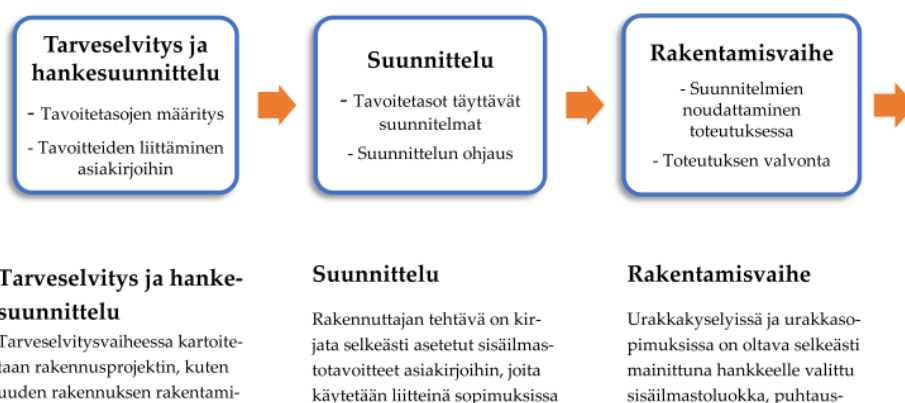 Tarveselvitys ja
hankesuunnittelu
- Tavoitetasojen määritys
- Tavoitteiden liittäminen
asiakirjoihin
Suunnittelu
- Tavoitetasot täyttävät
suunnitelmat
- Suunnittelun ohjaus
Rakentamisvaihe
- Suunnitelmien
noudattaminen
toteutuksessa
- Toteutuksen valvonta
Tarveselvitys ja hanke-
suunnittelu
Tarveselvitysvaiheessa kartoite-
taan rakennusprojektin, kuten
uuden rakennuksen rakentami-
Suunnittelu
Rakennuttajan tehtävä on kir-
jata selkeästi asetetut sisäilmas-
totavoitteet asiakirjoihin, joita
käytetään liitteinä sopimuksissa
Rakentamisvaihe
Urakkakyselyissä ja urakkaso-
pimuksissa on oltava selkeästi
mainittuna hankkeelle valittu
sisäilmastoluokka, puhtaus-